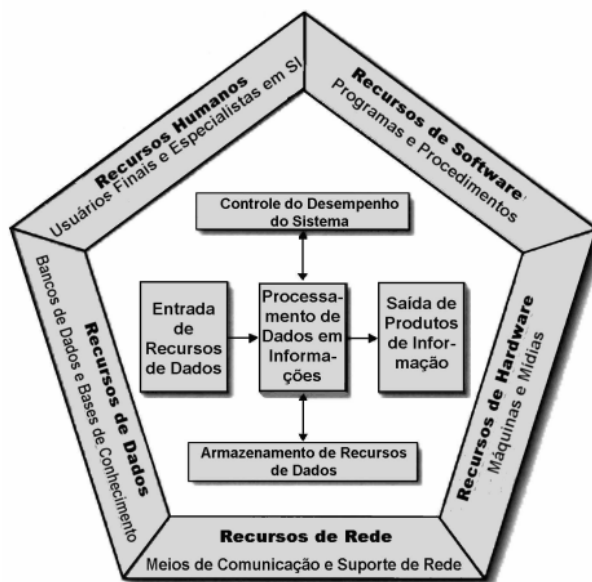 Recursos Humanos
Usuários Finais e Especialistas em SI
Recursos de Software
Programas e Procedimentos
Controle do Desempenho
do Sistema
Entrada
de
Recursos
de Dados
Processa-
mento de
Dados em
Informa-
ções
Saída de
Produtos
de Infor-
mação
Armazenamento de Recursos
de Dados
Recursos de Dados
Bancos de Dados e Bases de Conhecimento
Recursos de Hardware
Máquinas e Mídias
Recursos de Rede
Meios de Comunicação e Suporte de Rede